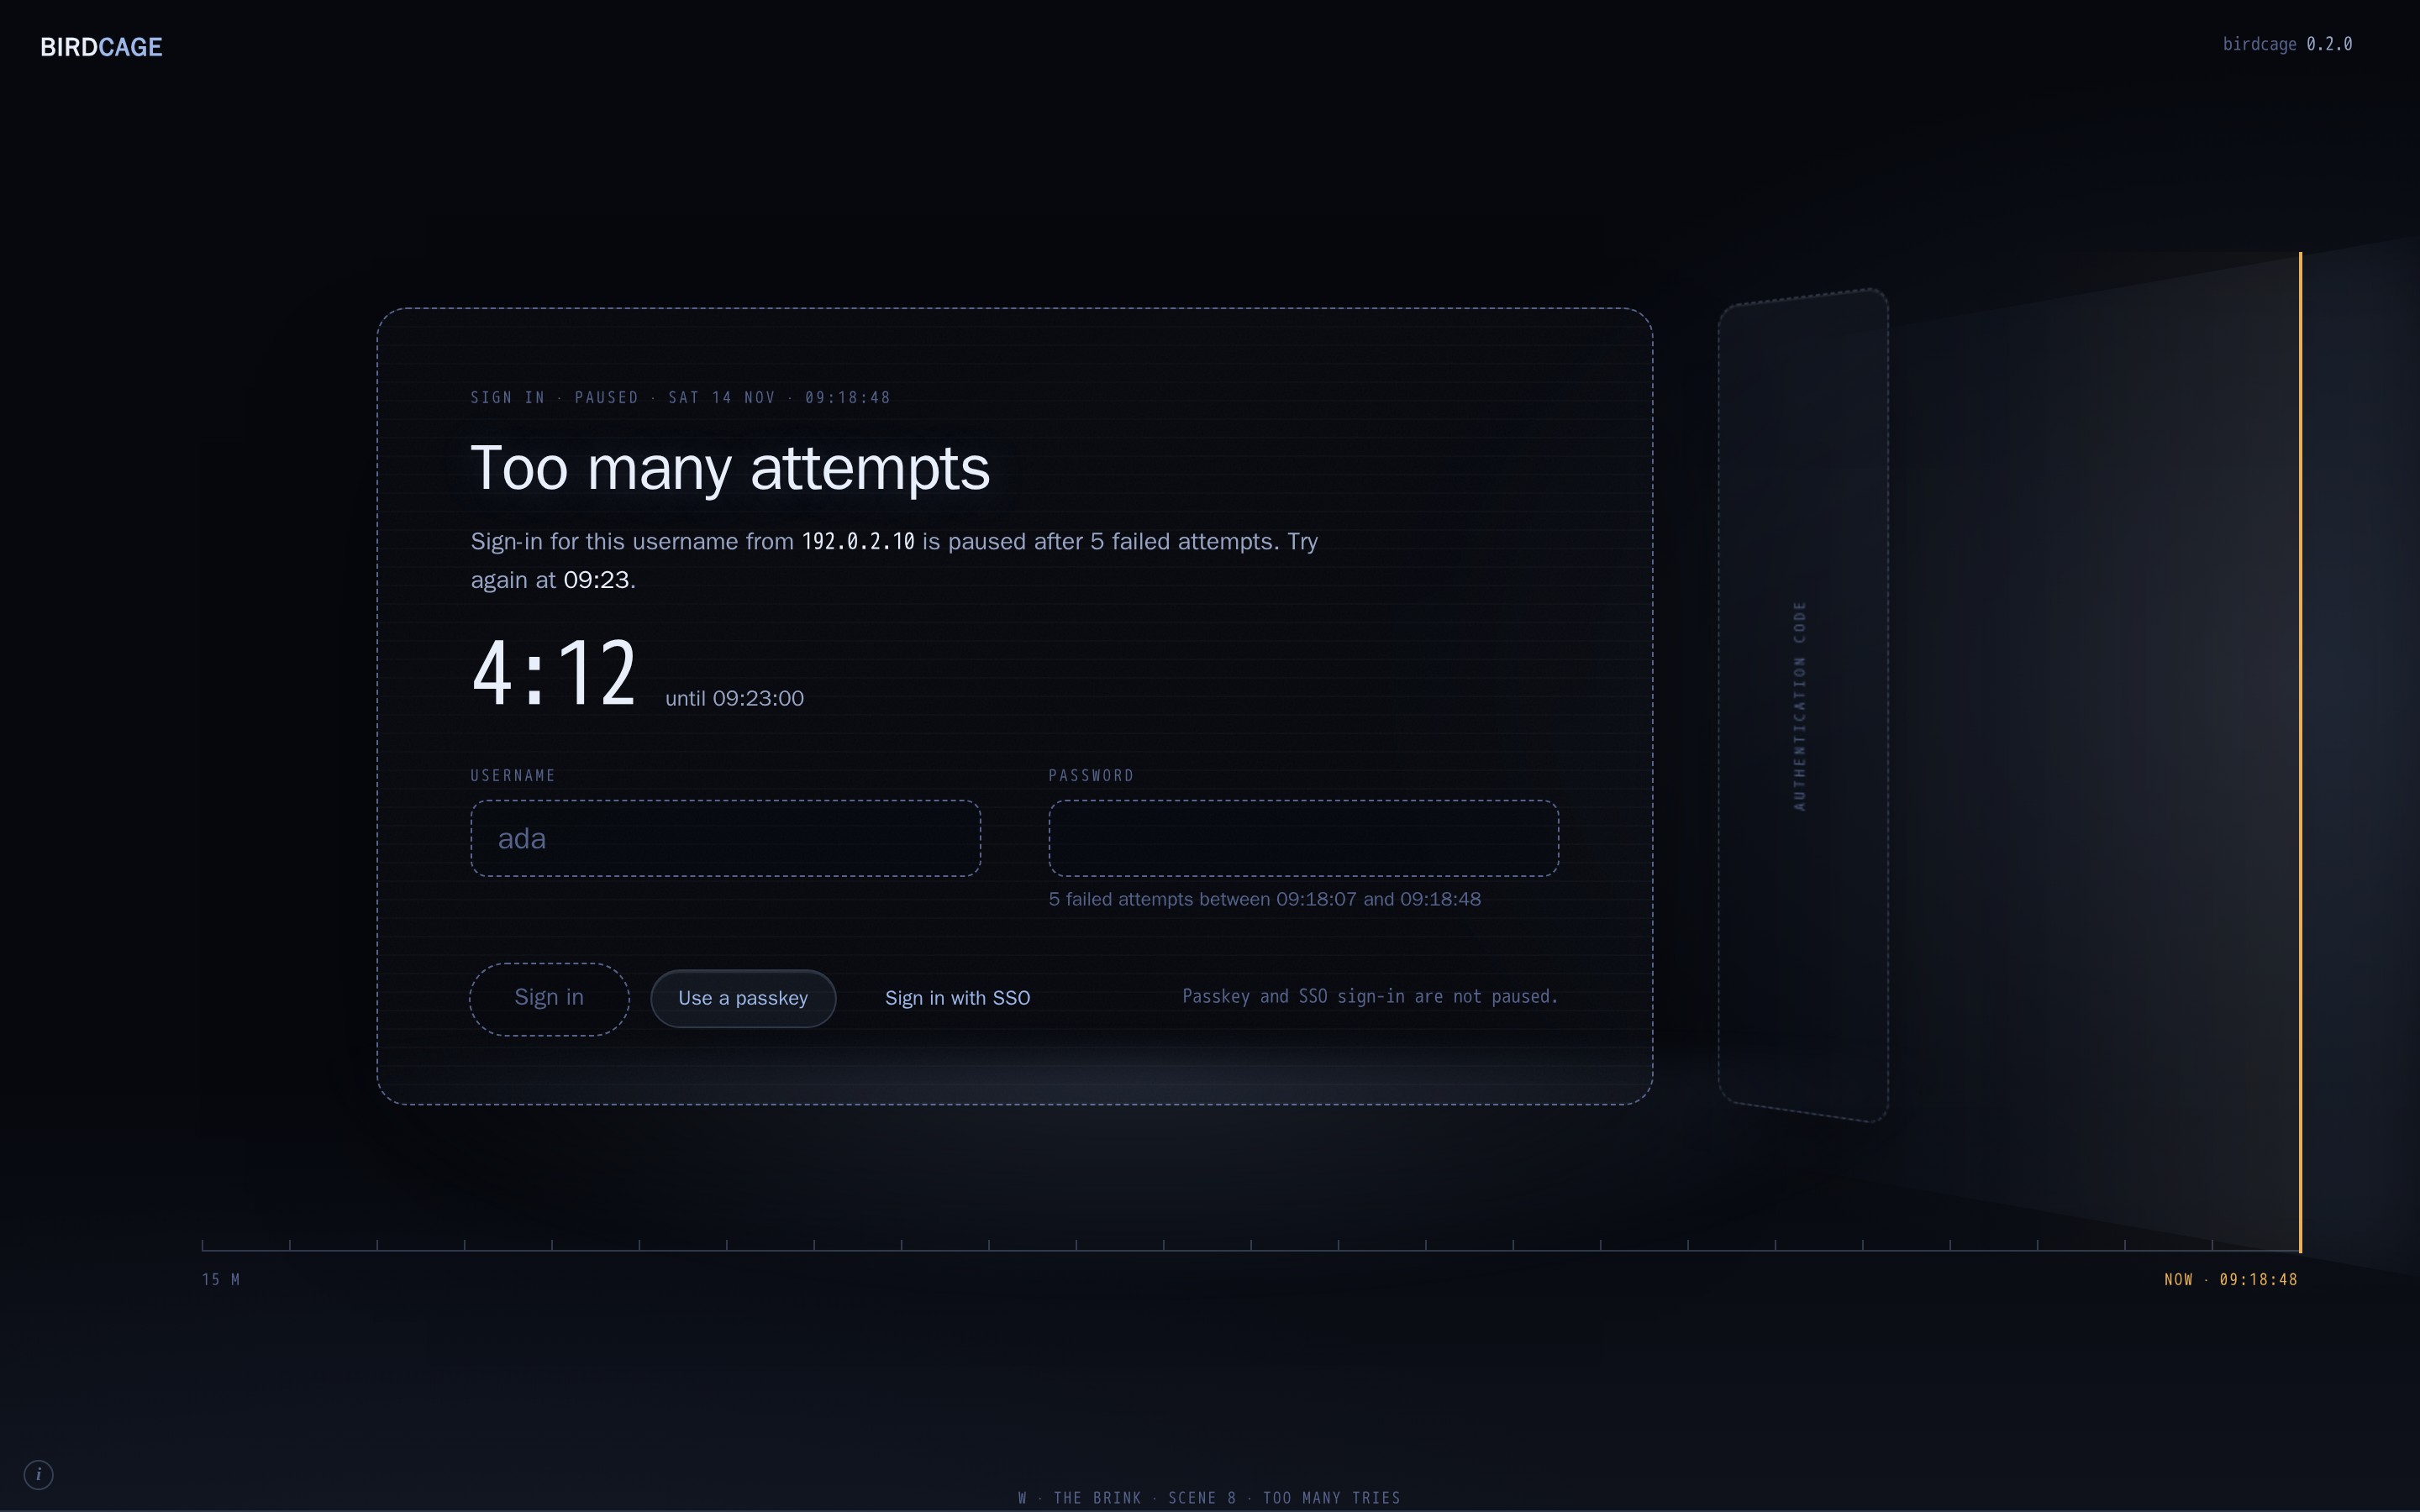 BIRDCAGE
birdcage 0.2.0
SIGN IN · PAUSED · SAT 14 NOV · 09:18:48
Too many attempts
Sign-in for this username from 192.0.2.10 is paused after 5 failed attempts. Try
again at 09:23.
4:12 until 09:23:00
USERNAME
PASSWORD
ada
5 failed attempts between 09:18:07 and 09:18:48
Sign in
Use a passkey
Sign in with SSO
Passkey and SSO sign-in are not paused.
AUTHENTICATION CODE
15 M
NOW · 09:18:48
i
W · THE BRINK · SCENE 8 · TOO MANY TRIES